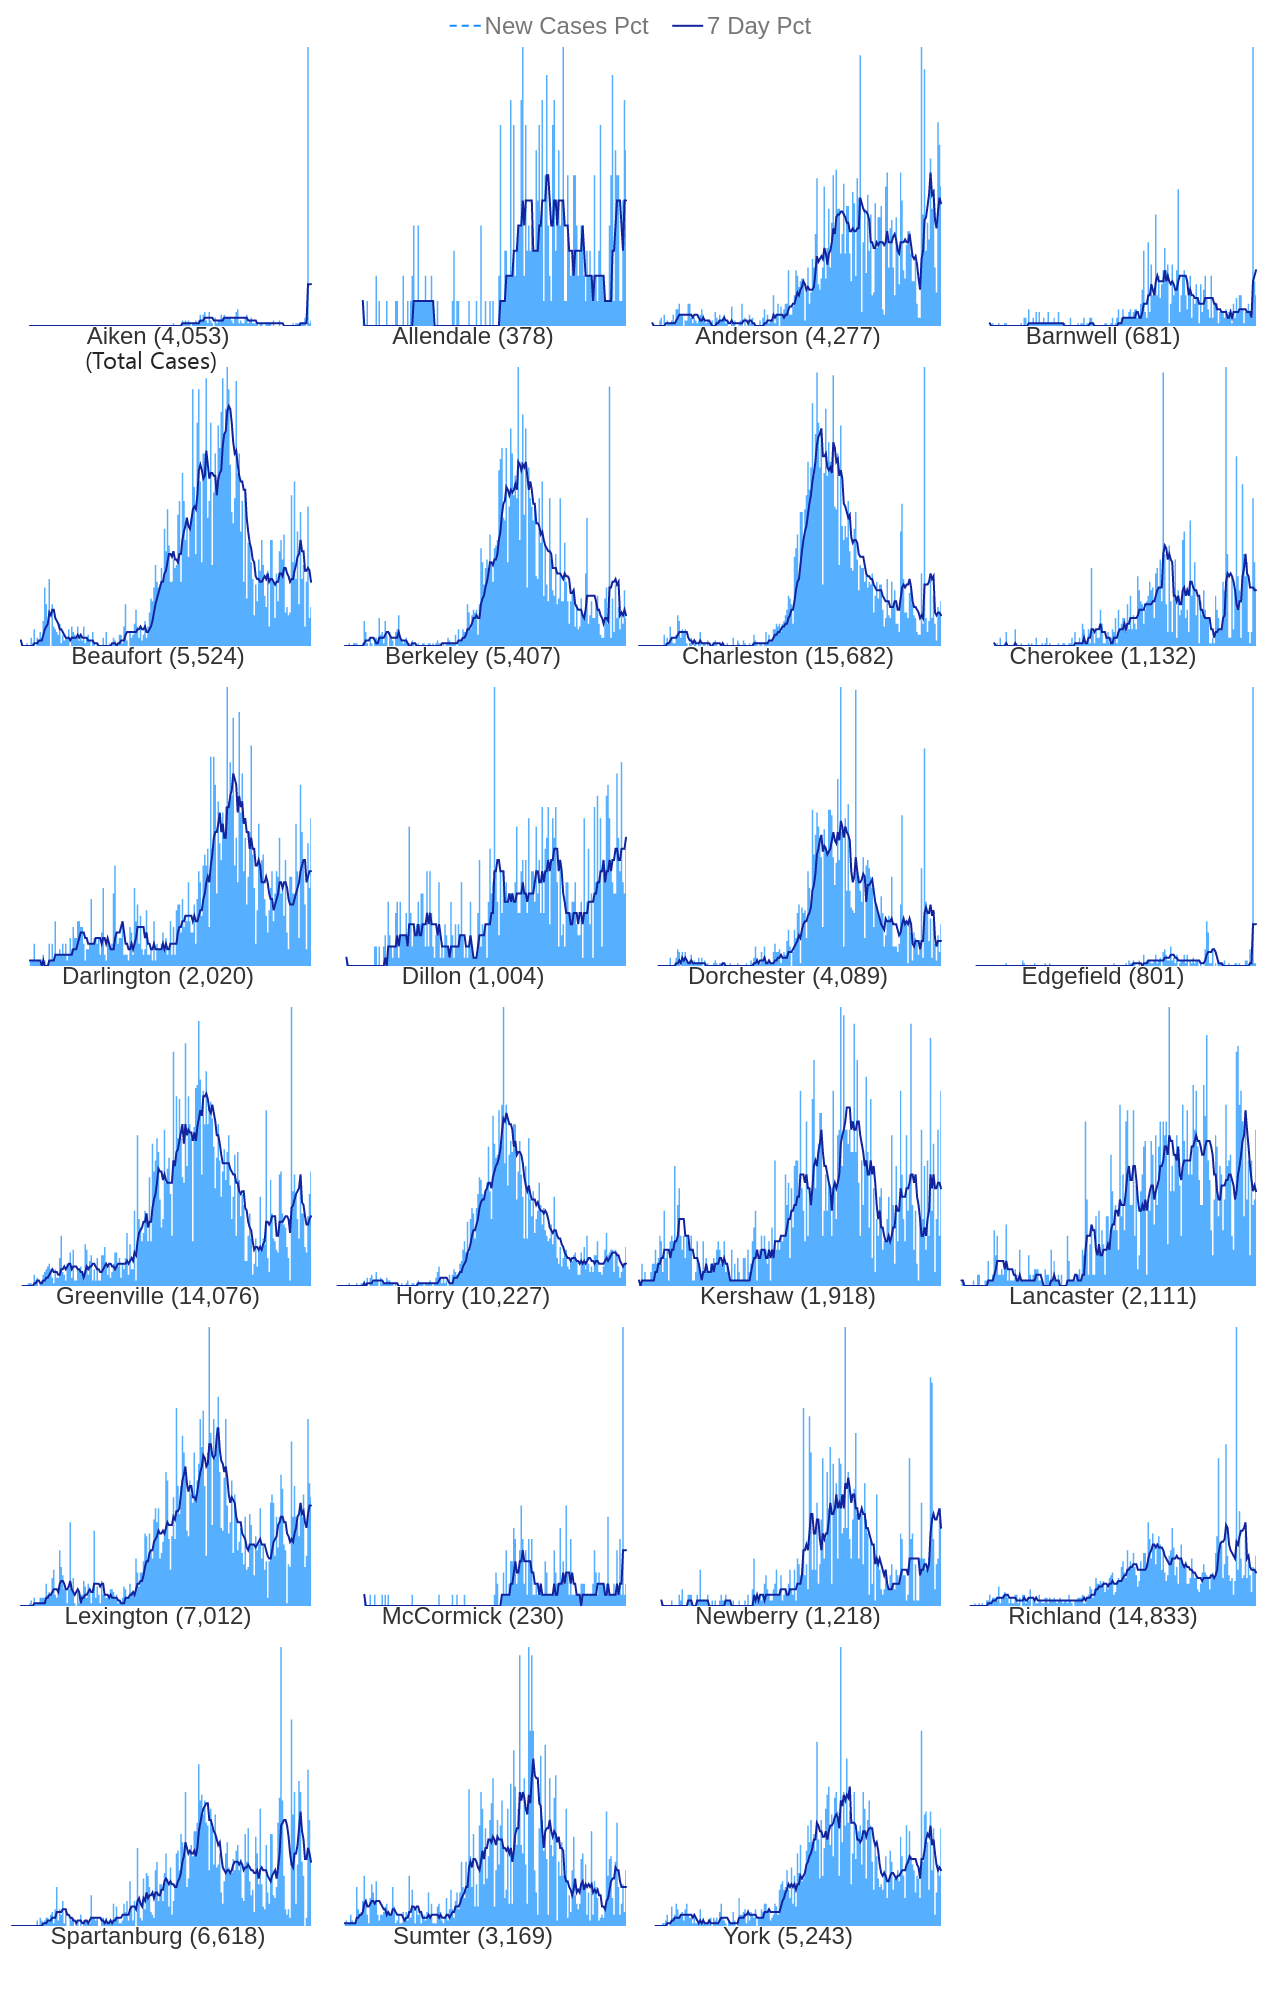 New Cases Pct 7 Day Pct
Aiken (4,053) Allendale (378) Anderson (4,277) Barnwell (681)
(Total Cases)
Beaufort (5,524) Berkeley (5,407) Charleston (15,682) Cherokee (1,132)
Darlington (2,020) Dillon (1,004) Dorchester (4,089) Edgefield (801)
Greenville (14,076) Horry (10,227) Kershaw (1,918) Lancaster (2,111)
Lexington (7,012) McCormick (230) Newberry (1,218) Richland (14,833)
Spartanburg (6,618) Sumter (3,169) York (5,243)